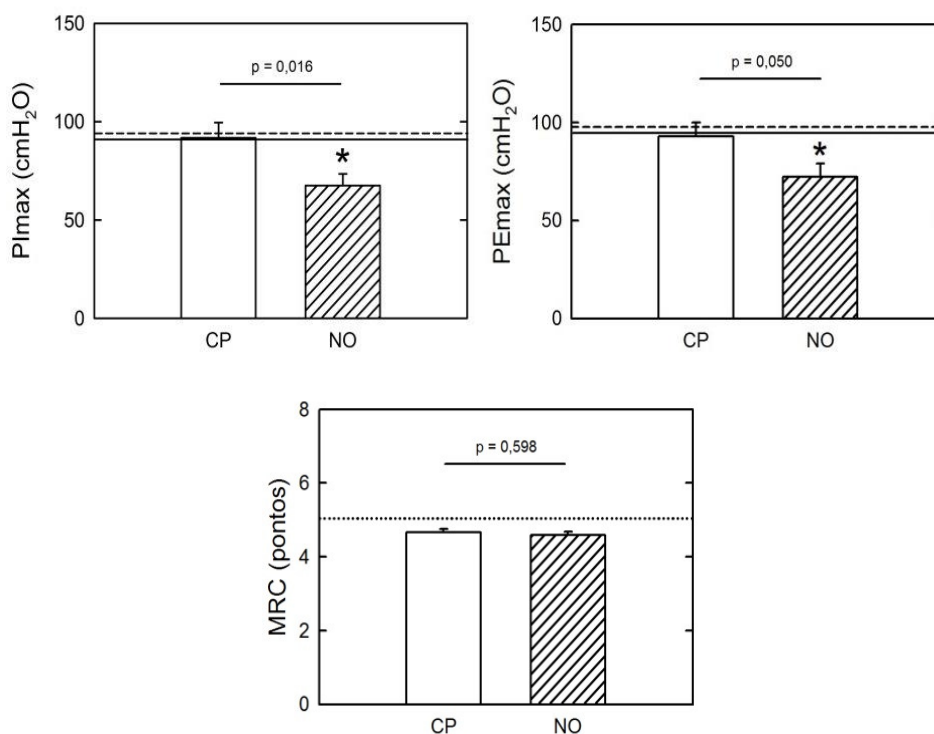 PImax (cmH₂O)
150
100
50
0
p = 0,016
*
CP NO
PEmax (cmH₂O)
150
100
50
0
p = 0,050
*
CP NO
MRC (pontos)
8
6
4
2
0
p = 0,598
CP NO